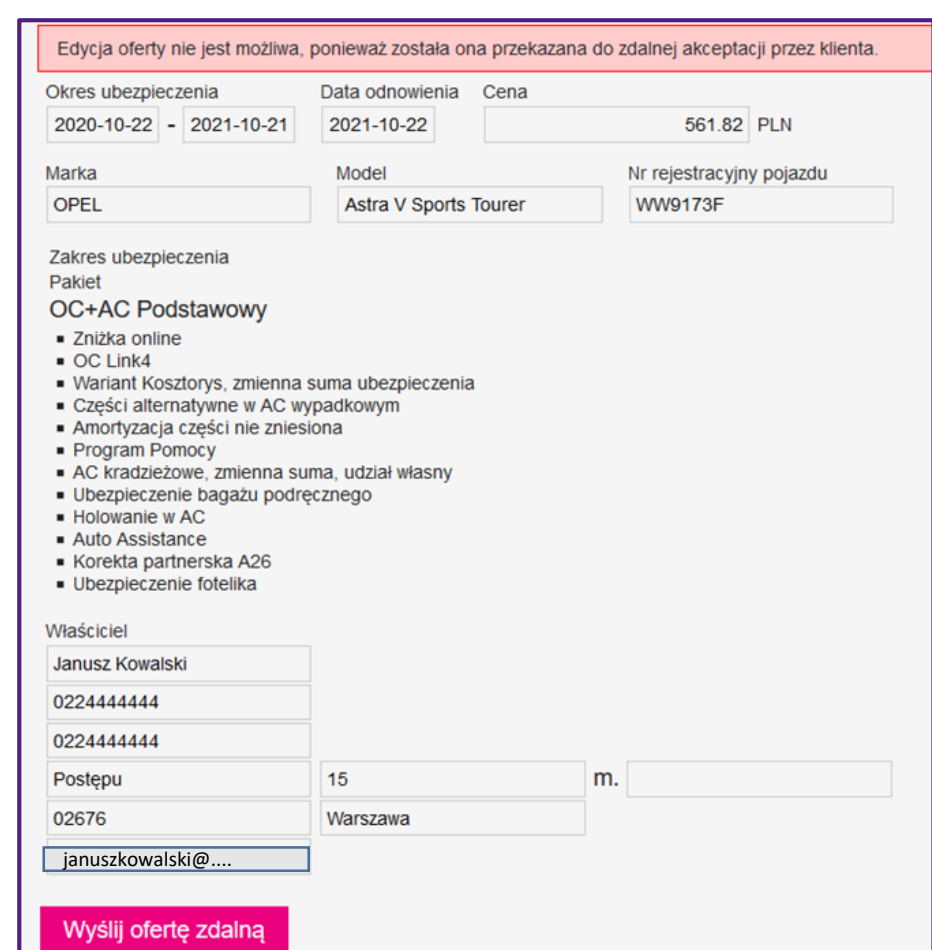 Edycja oferty nie jest możliwa, ponieważ została ona przekazana do zdalnej akceptacji przez klienta.
Okres ubezpieczenia Data odnowienia Cena
2020-10-22 - 2021-10-21 2021-10-22 561.82 PLN
Marka Model Nr rejestracyjny pojazdu
OPEL Astra V Sports Tourer WW9173F
Zakres ubezpieczenia
Pakiet
OC+AC Podstawowy
▪ Zniżka online
▪ OC Link4
▪ Wariant Kosztorys, zmienna suma ubezpieczenia
▪ Części alternatywne w AC wypadkowym
▪ Amortyzacja części nie zniesiona
▪ Program Pomocy
▪ AC kradzieżowe, zmienna suma, udział własny
▪ Ubezpieczenie bagażu podręcznego
▪ Holowanie w AC
▪ Auto Assistance
▪ Korekta partnerska A26
▪ Ubezpieczenie fotelika
Właściciel
Janusz Kowalski
0224444444
0224444444
Postępu 15 m.
02676 Warszawa
januszkowalski@....
Wyślij ofertę zdalną